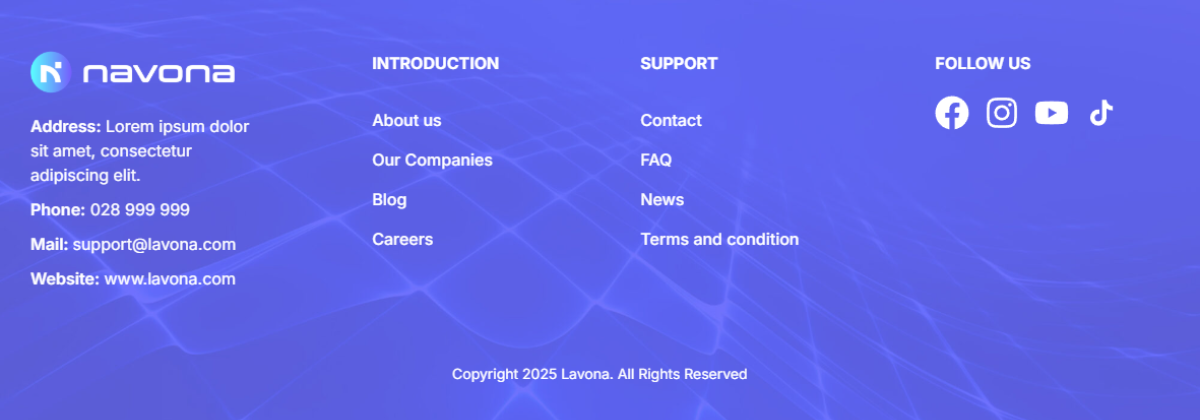 navona
Address: Lorem ipsum dolor
sit amet, consectetur
adipiscing elit.
Phone: 028 999 999
Mail: support@lavona.com
Website: www.lavona.com
INTRODUCTION
About us
Our Companies
Blog
Careers
SUPPORT
Contact
FAQ
News
Terms and condition
FOLLOW US
Copyright 2025 Lavona. All Rights Reserved